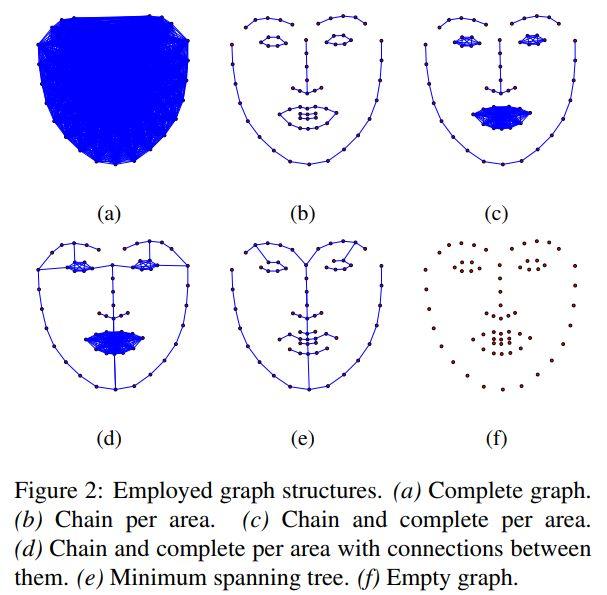 (a) (b) (c)
(d) (e) (f)
Figure 2: Employed graph structures. (a) Complete graph.
(b) Chain per area. (c) Chain and complete per area.
(d) Chain and complete per area with connections between
them. (e) Minimum spanning tree. (f) Empty graph.